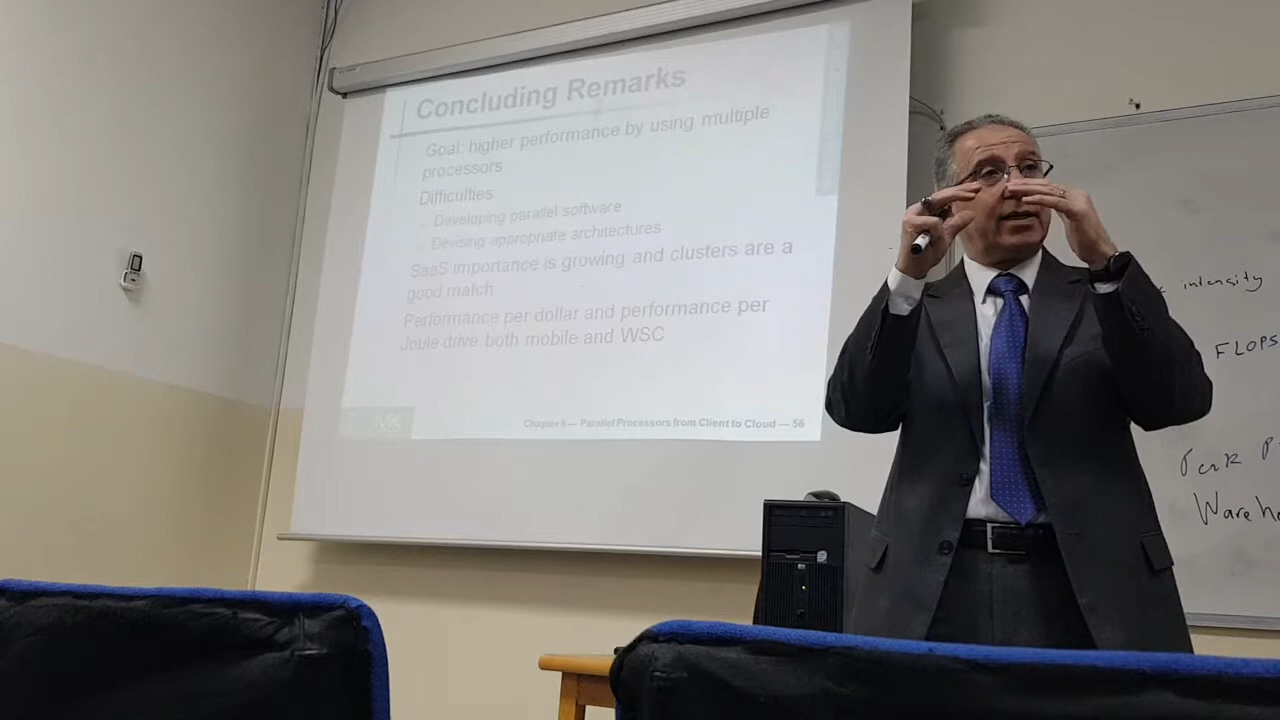 Concluding Remarks
Goal: higher performance by using multiple
processors
Difficulties
Developing parallel software
Devising appropriate architectures
SaaS importance is growing and clusters are a
good match
Performance per dollar and performance per
Joule drive both mobile and WSC
Chapter 6 — Parallel Processors from Client to Cloud — 56
intensity
FLOPS
Wareho